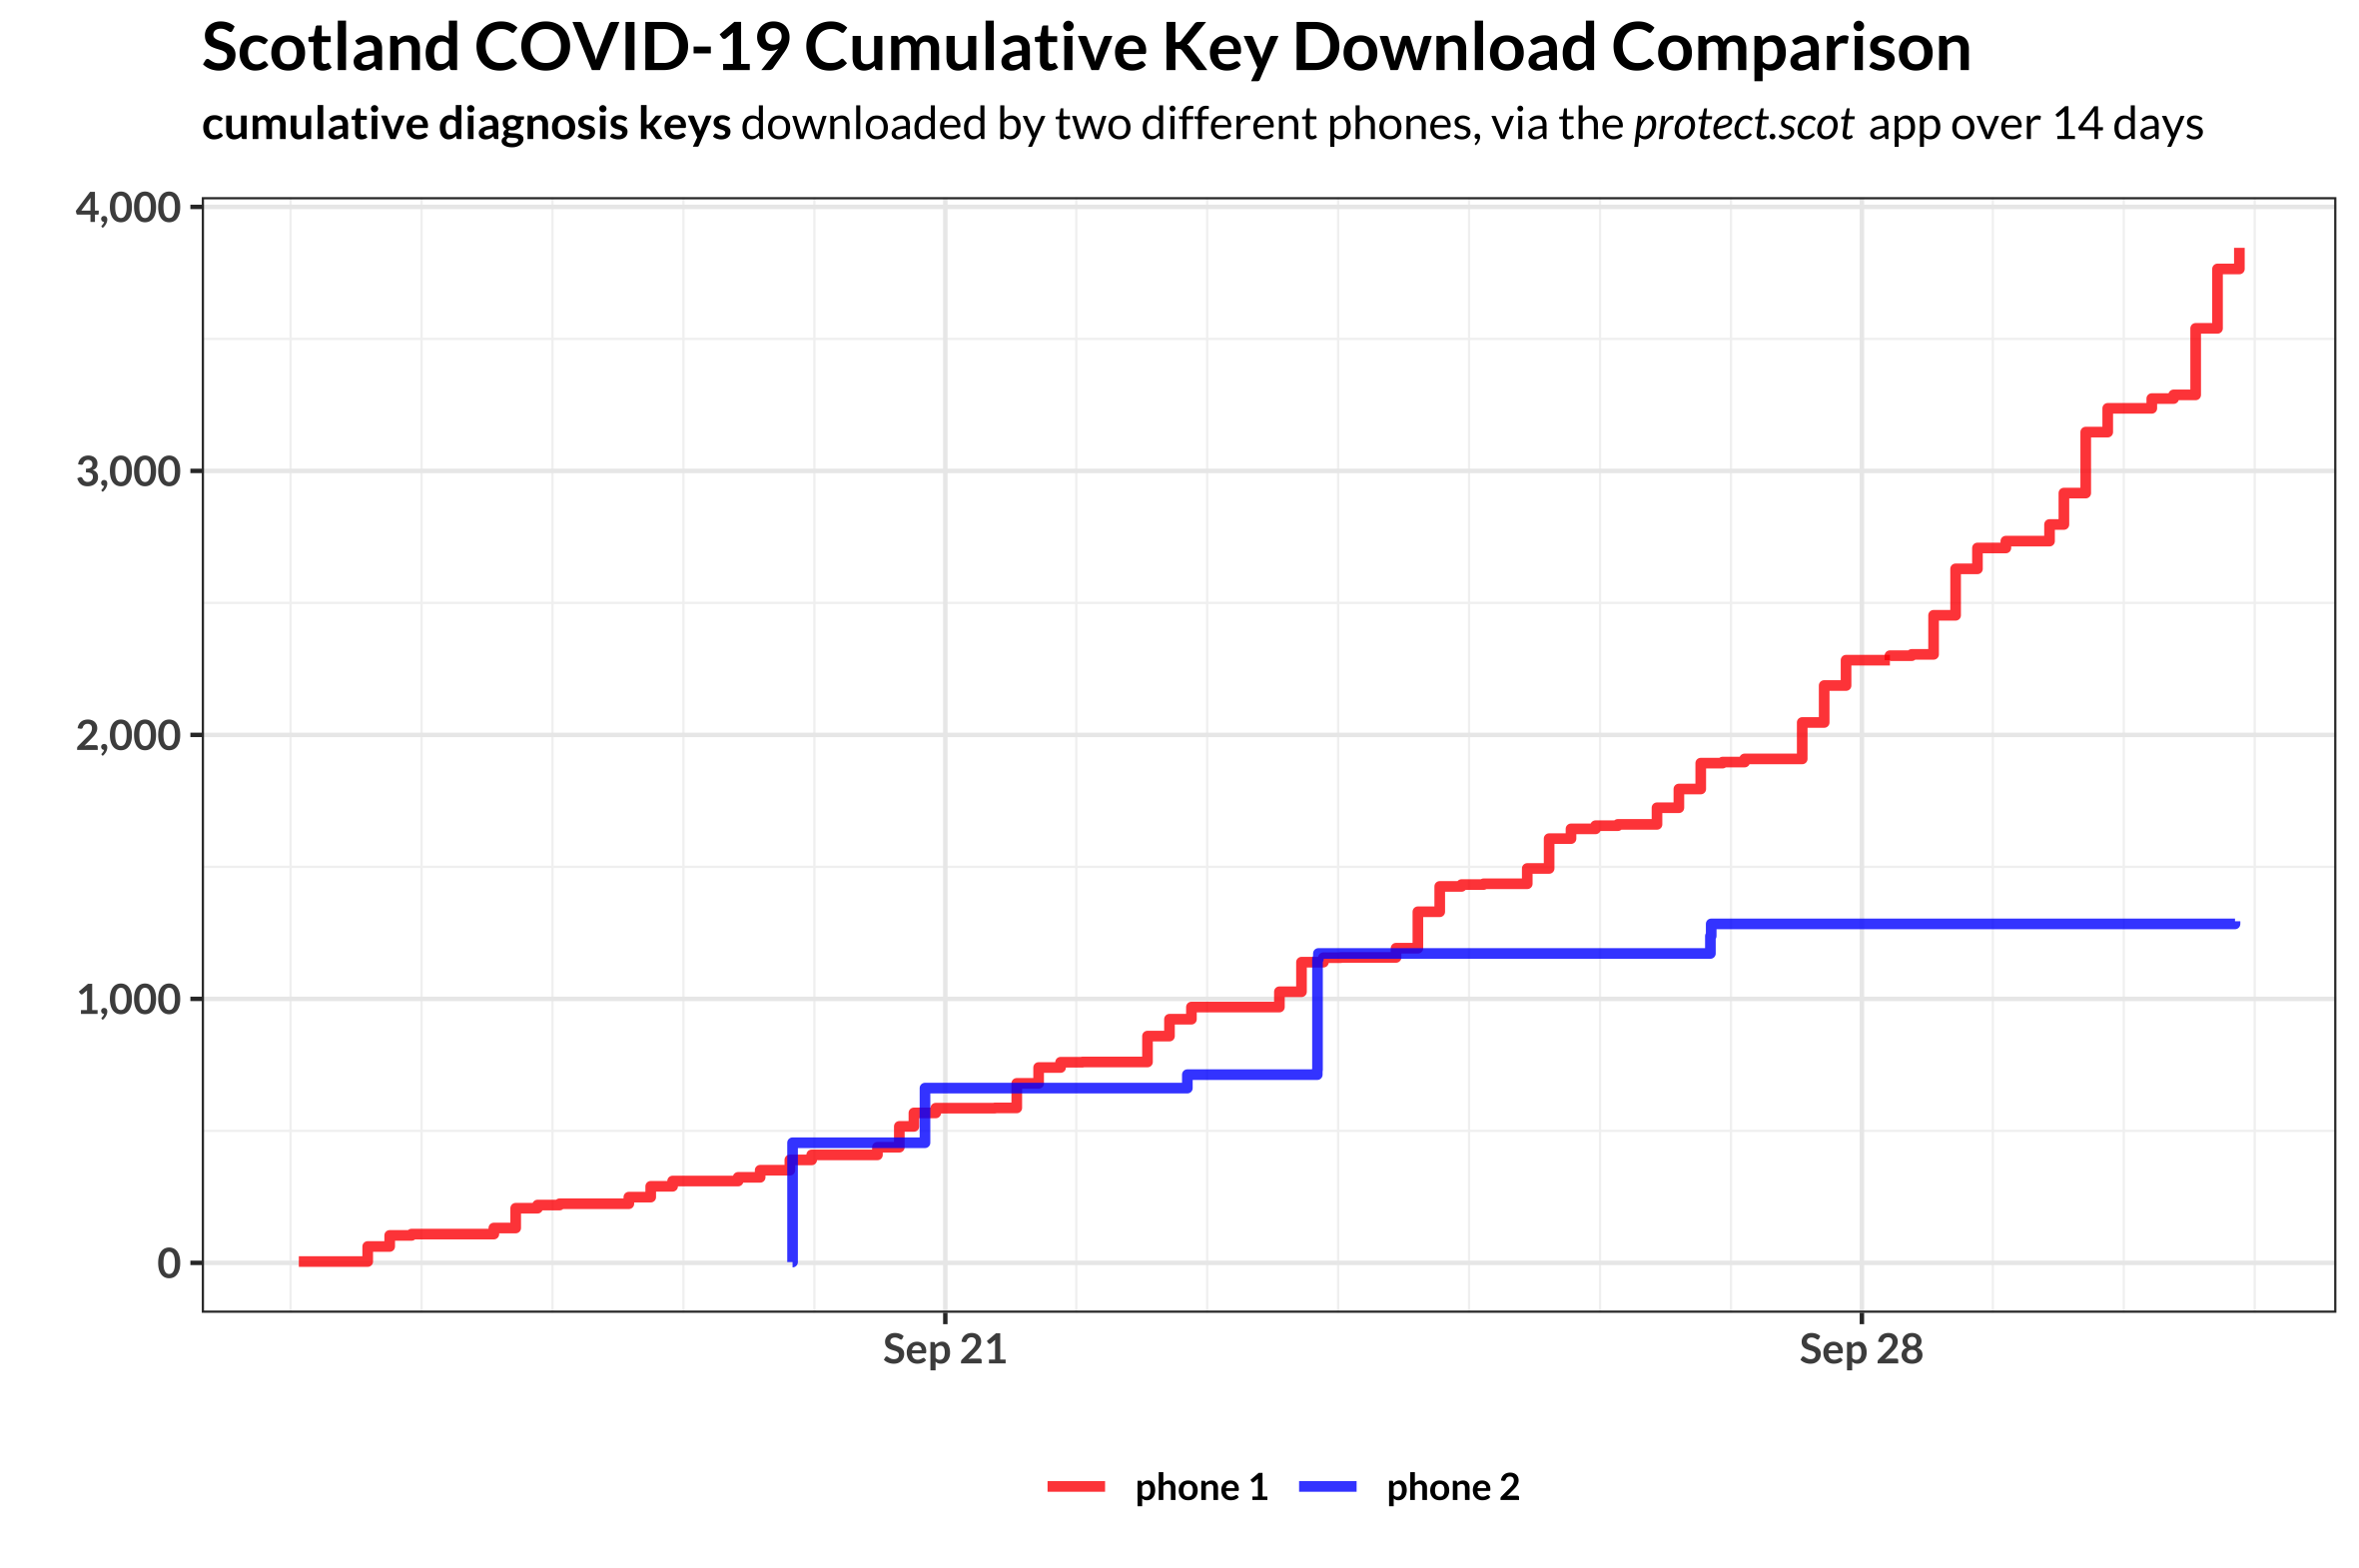 Scotland COVID-19 Cumulative Key Download Comparison
cumulative diagnosis keys downloaded by two different phones, via the protect.scot app over 14 days
4,000
3,000
2,000
1,000
0
Sep 21 Sep 28
phone 1 phone 2